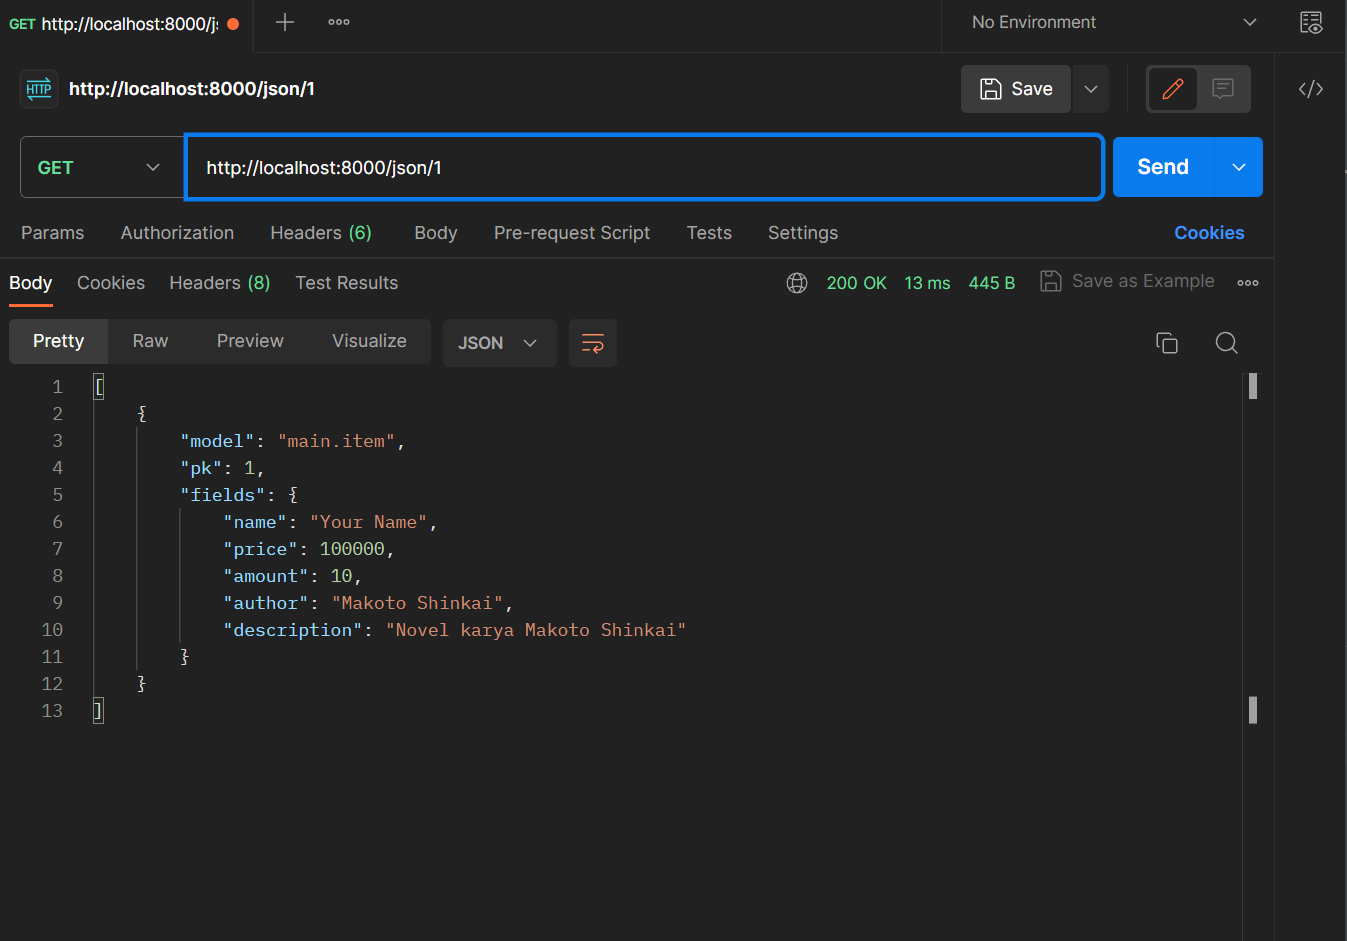 GET http://localhost:8000/js
No Environment
HTTP http://localhost:8000/json/1
Save
GET http://localhost:8000/json/1 Send
Params Authorization Headers (6) Body Pre-request Script Tests Settings Cookies
Body Cookies Headers (8) Test Results 200 OK 13 ms 445 B Save as Example
Pretty Raw Preview Visualize JSON
1 [
2 {
3 "model": "main.item",
4 "pk": 1,
5 "fields": {
6 "name": "Your Name",
7 "price": 100000,
8 "amount": 10,
9 "author": "Makoto Shinkai",
10 "description": "Novel karya Makoto Shinkai"
11 }
12 }
13 ]